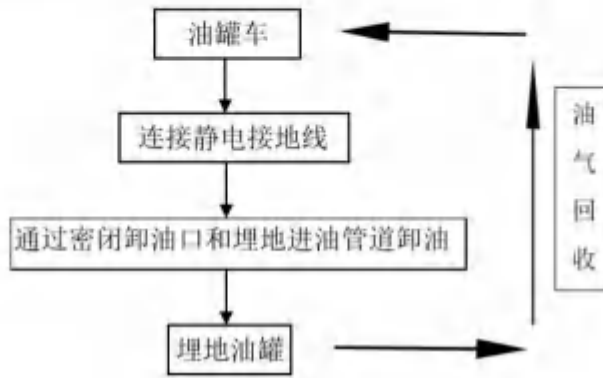 油罐车
连接静电接地线
通过密闭卸油口和埋地进油管道卸油
埋地油罐
油
气
回
收